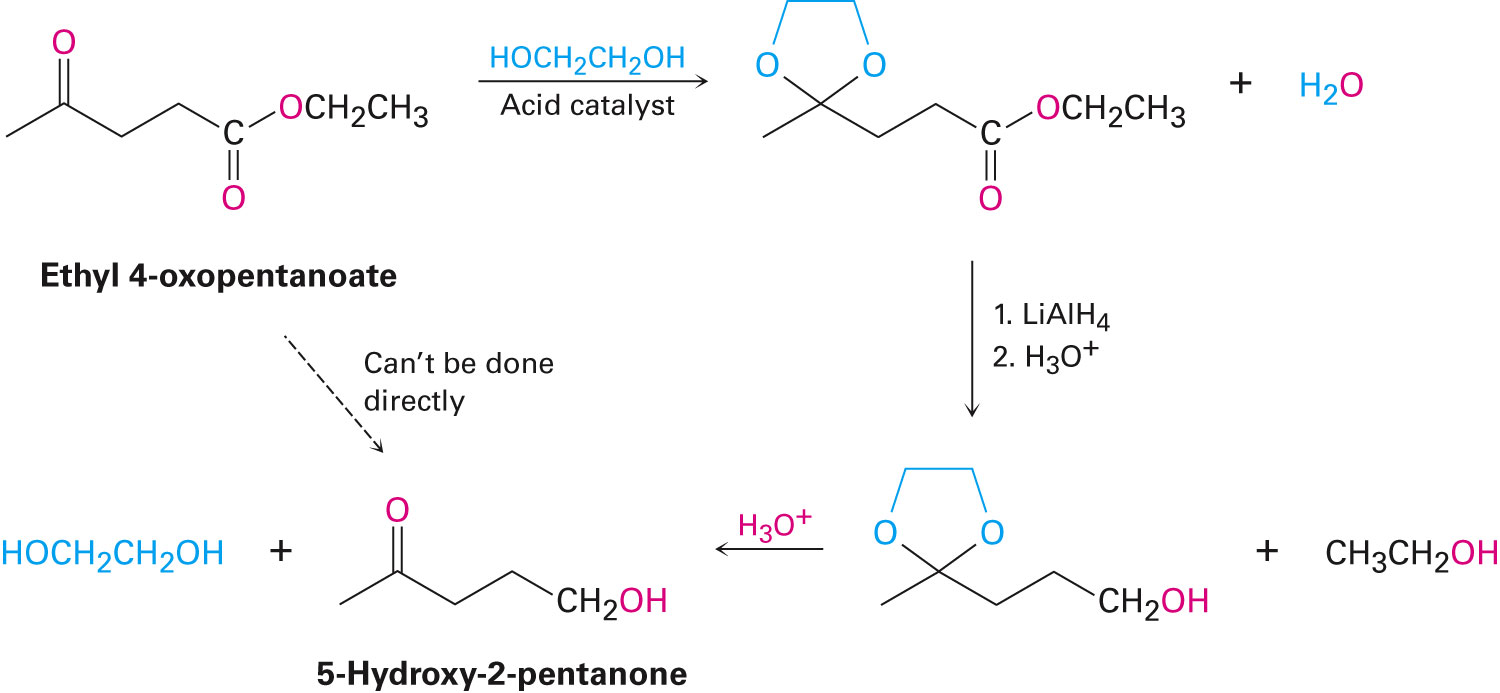 O
HOCH2CH2OH
Acid catalyst
OCH2CH3
C
O
O O
OCH2CH3
C
O
+ H2O
Ethyl 4-oxopentanoate
Can’t be done
directly
1. LiAlH4
2. H3O+
HOCH2CH2OH + O
CH2OH
5-Hydroxy-2-pentanone
H3O+
O O
CH2OH
+ CH3CH2OH